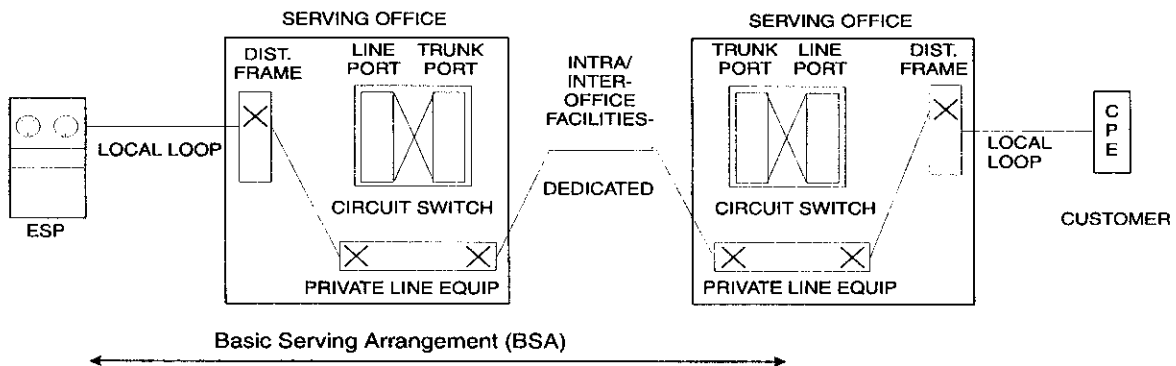 SERVING OFFICE
SERVING OFFICE
DIST.
FRAME
LINE
PORT
TRUNK
PORT
INTRA/
INTER-
OFFICE
FACILITIES-
TRUNK
PORT
LINE
PORT
DIST.
FRAME
C
P
E
LOCAL LOOP
LOCAL
LOOP
DEDICATED
CIRCUIT SWITCH
CIRCUIT SWITCH
ESP
CUSTOMER
PRIVATE LINE EQUIP
PRIVATE LINE EQUIP
Basic Serving Arrangement (BSA)